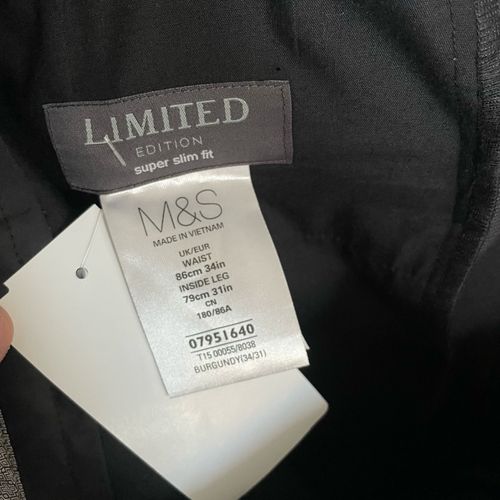 LIMITED
EDITION
super slim fit
M&S
MADE IN VIETNAM
UK/EUR
WAIST
86cm 34in
INSIDE LEG
79cm 31in
CN
180/86A
07951640
T15 00055/8038
BURGUNDY(34/31)